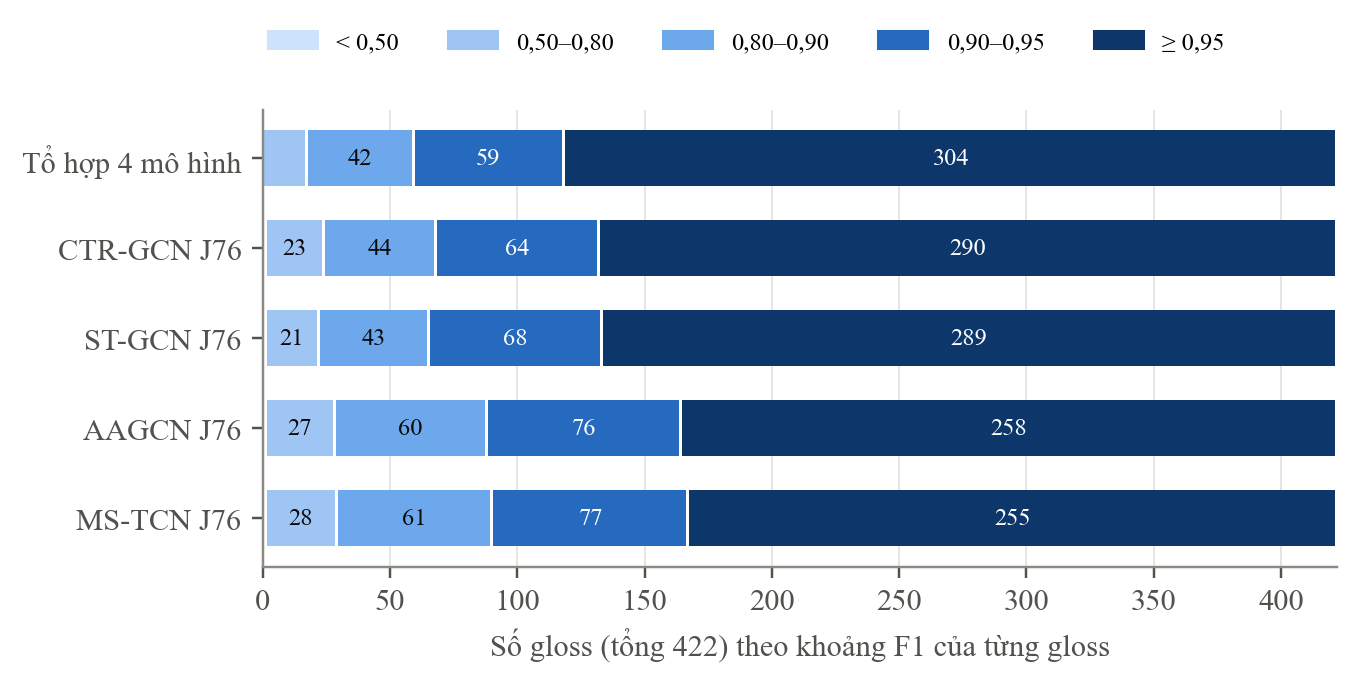 < 0,50 0,50–0,80 0,80–0,90 0,90–0,95 ≥ 0,95
Tổ hợp 4 mô hình 42 59 304
CTR-GCN J76 23 44 64 290
ST-GCN J76 21 43 68 289
AAGCN J76 27 60 76 258
MS-TCN J76 28 61 77 255
0 50 100 150 200 250 300 350 400
Số gloss (tổng 422) theo khoảng F1 của từng gloss